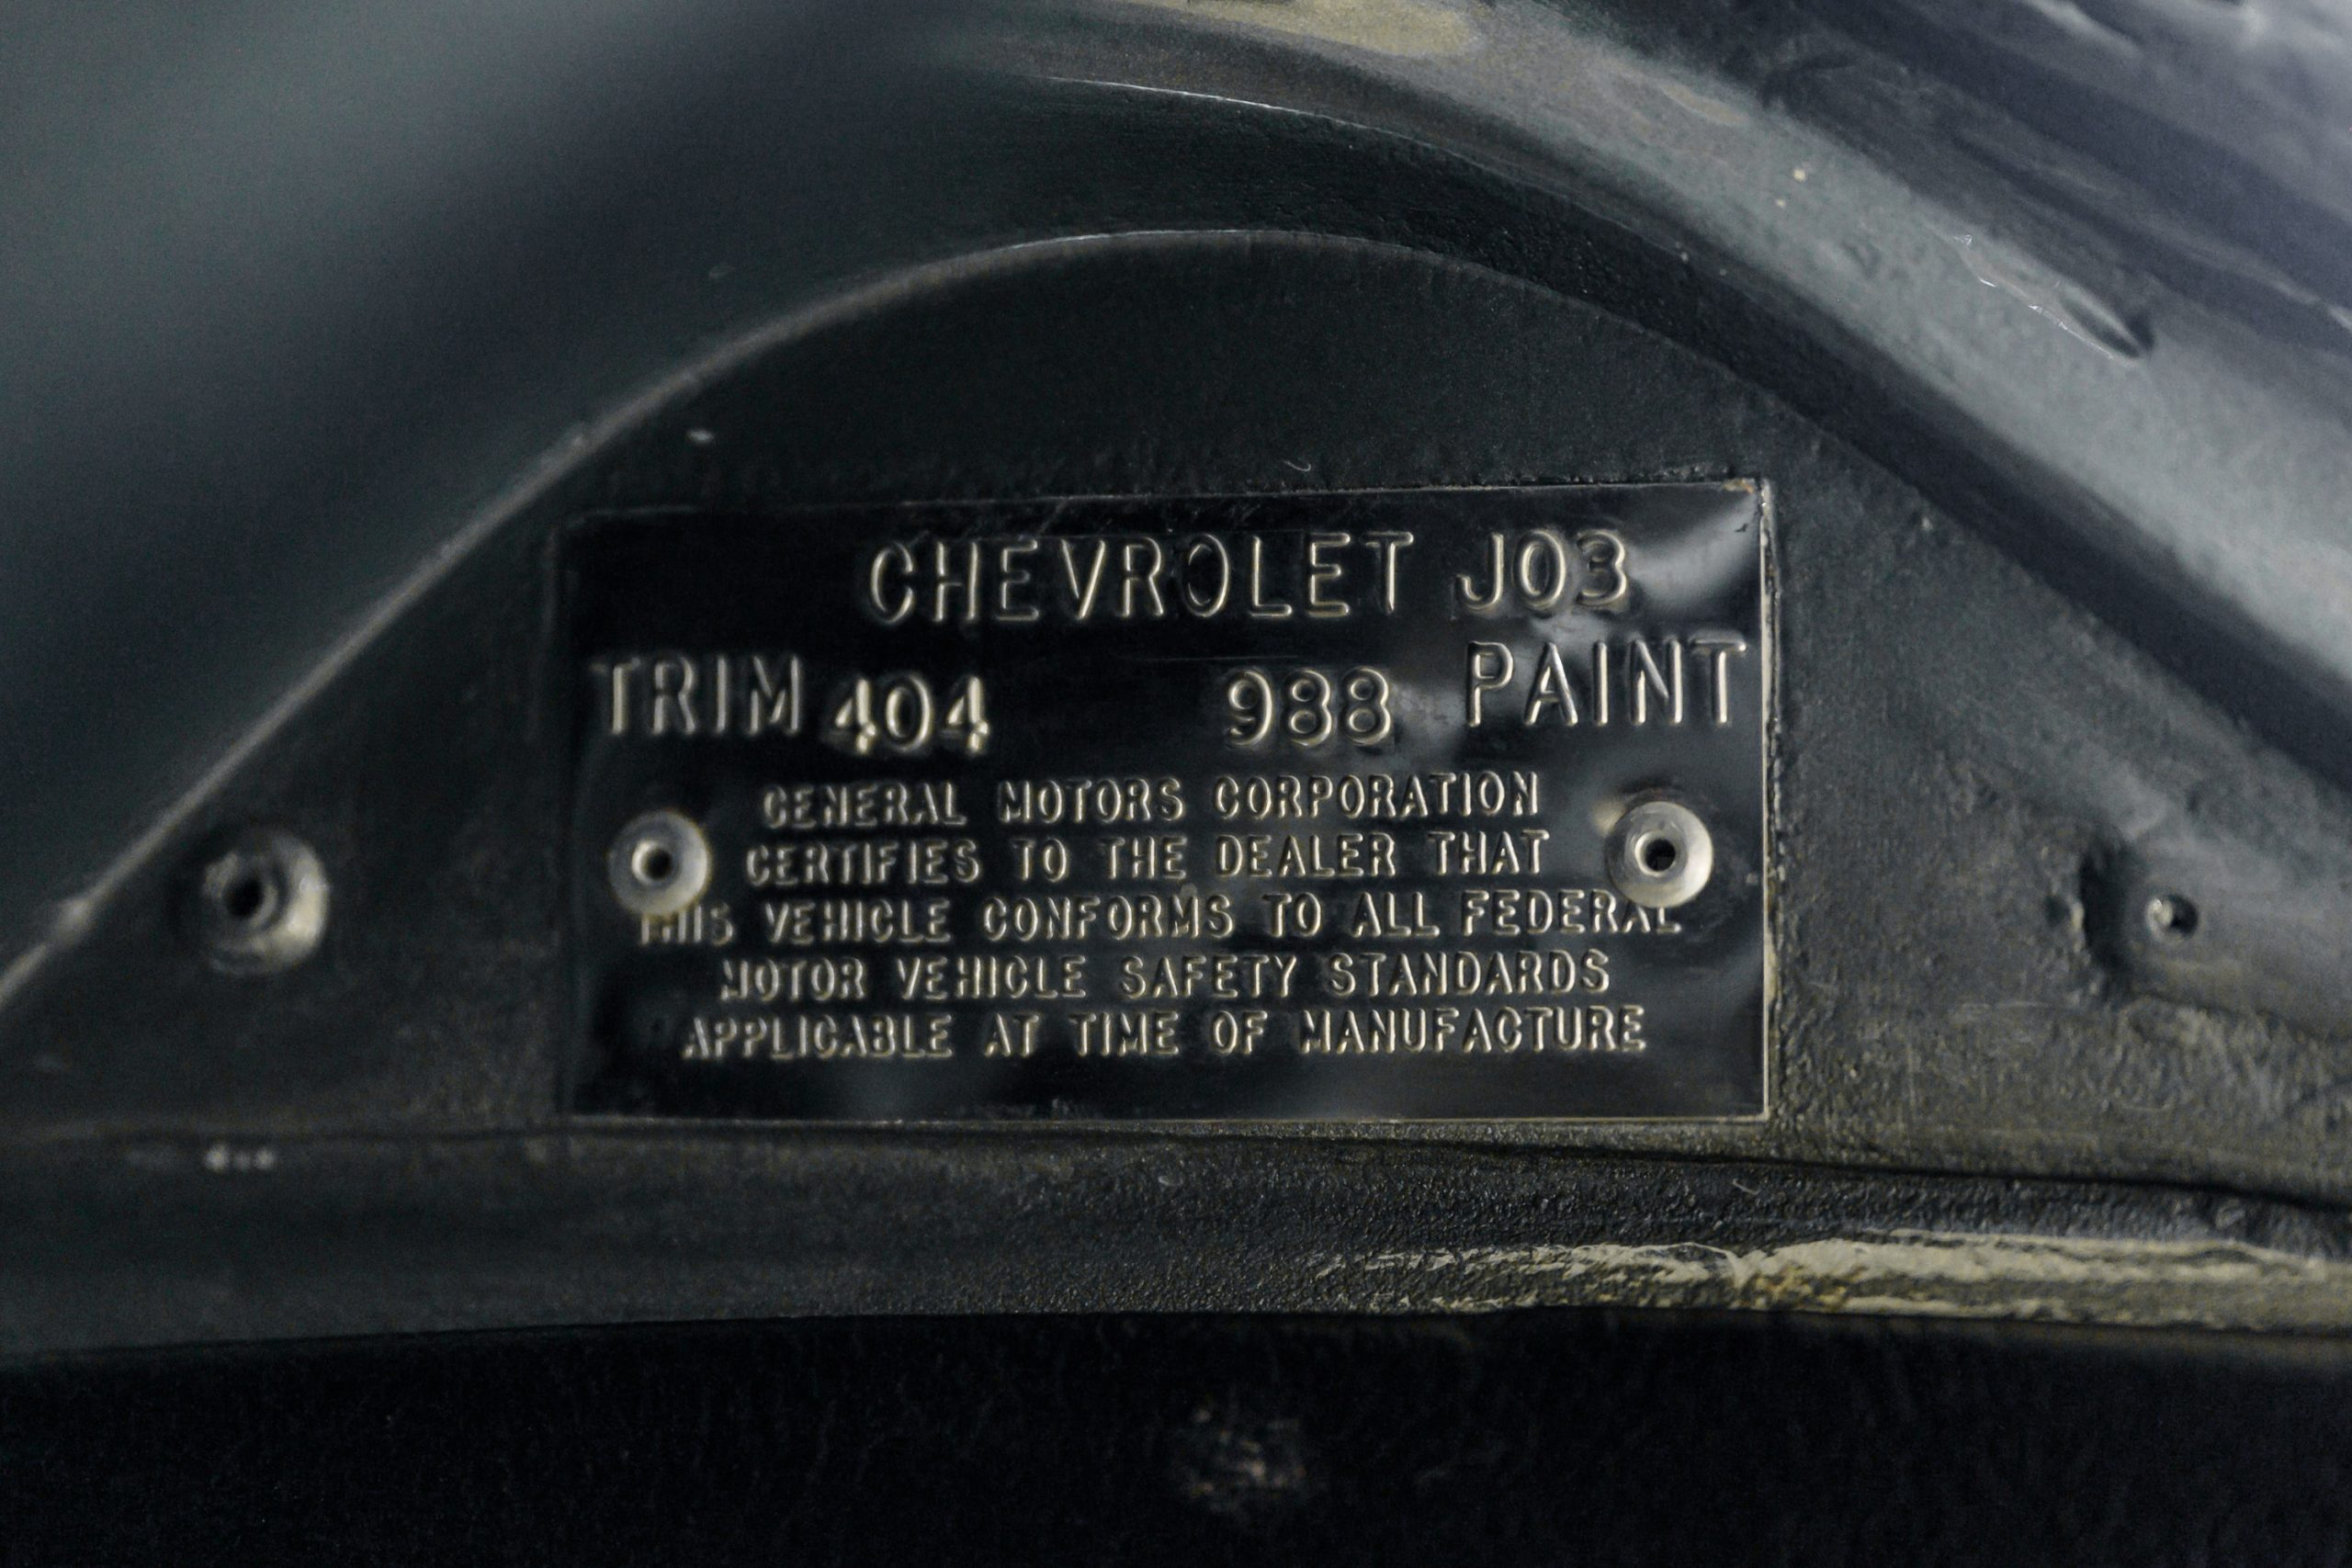 CHEVROLET J03
TRIM 404 988 PAINT
GENERAL MOTORS CORPORATION
CERTIFIES TO THE DEALER THAT
THIS VEHICLE CONFORMS TO ALL FEDERAL
MOTOR VEHICLE SAFETY STANDARDS
APPLICABLE AT TIME OF MANUFACTURE